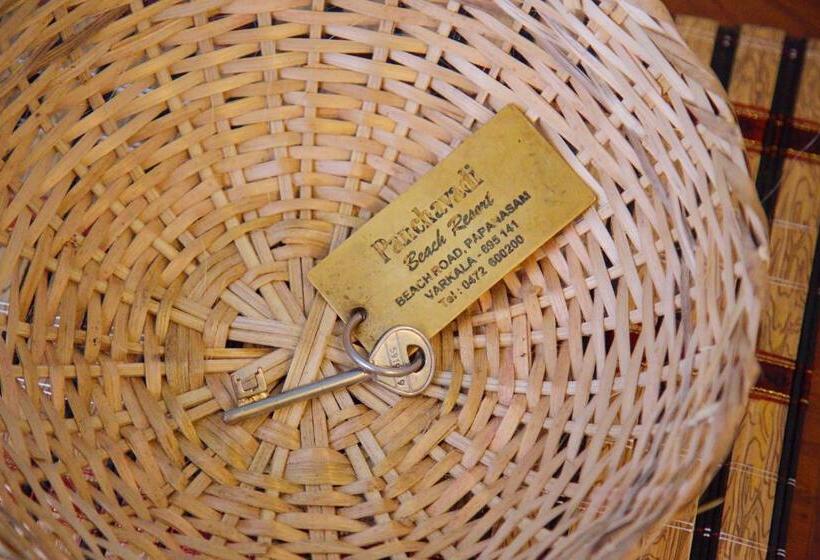 Panchavadi
Beach Resort
BEACH ROAD, PAPANASAM
VARKALA - 695 141
Tel : 0472 600200